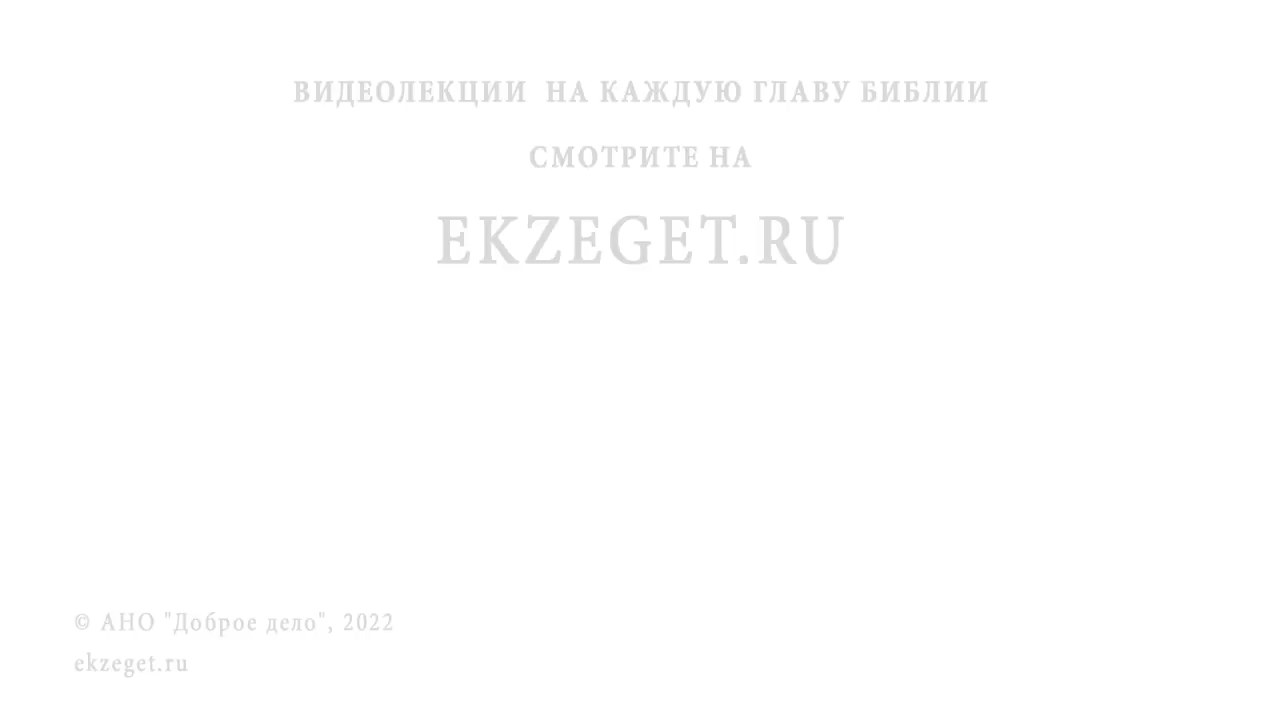 ВИДЕОЛЕКЦИИ НА КАЖДУЮ ГЛАВУ БИБЛИИ
СМОТРИТЕ НА
EKZEGET.RU
© АНО "Доброе дело", 2022
ekzeget.ru